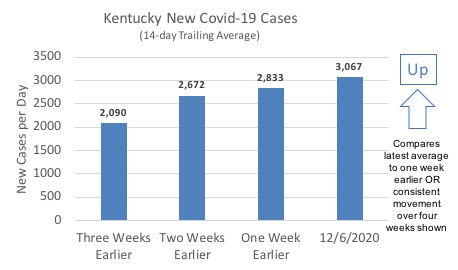 Kentucky New Covid-19 Cases
(14-day Trailing Average)
New Cases per Day
3500
3000
2500
2000
1500
1000
500
0
2,090
2,672
2,833
3,067
Three Weeks
Earlier
Two Weeks
Earlier
One Week
Earlier
12/6/2020
Up
Compares
latest average
to one week
earlier OR
consistent
movement
over four
weeks shown